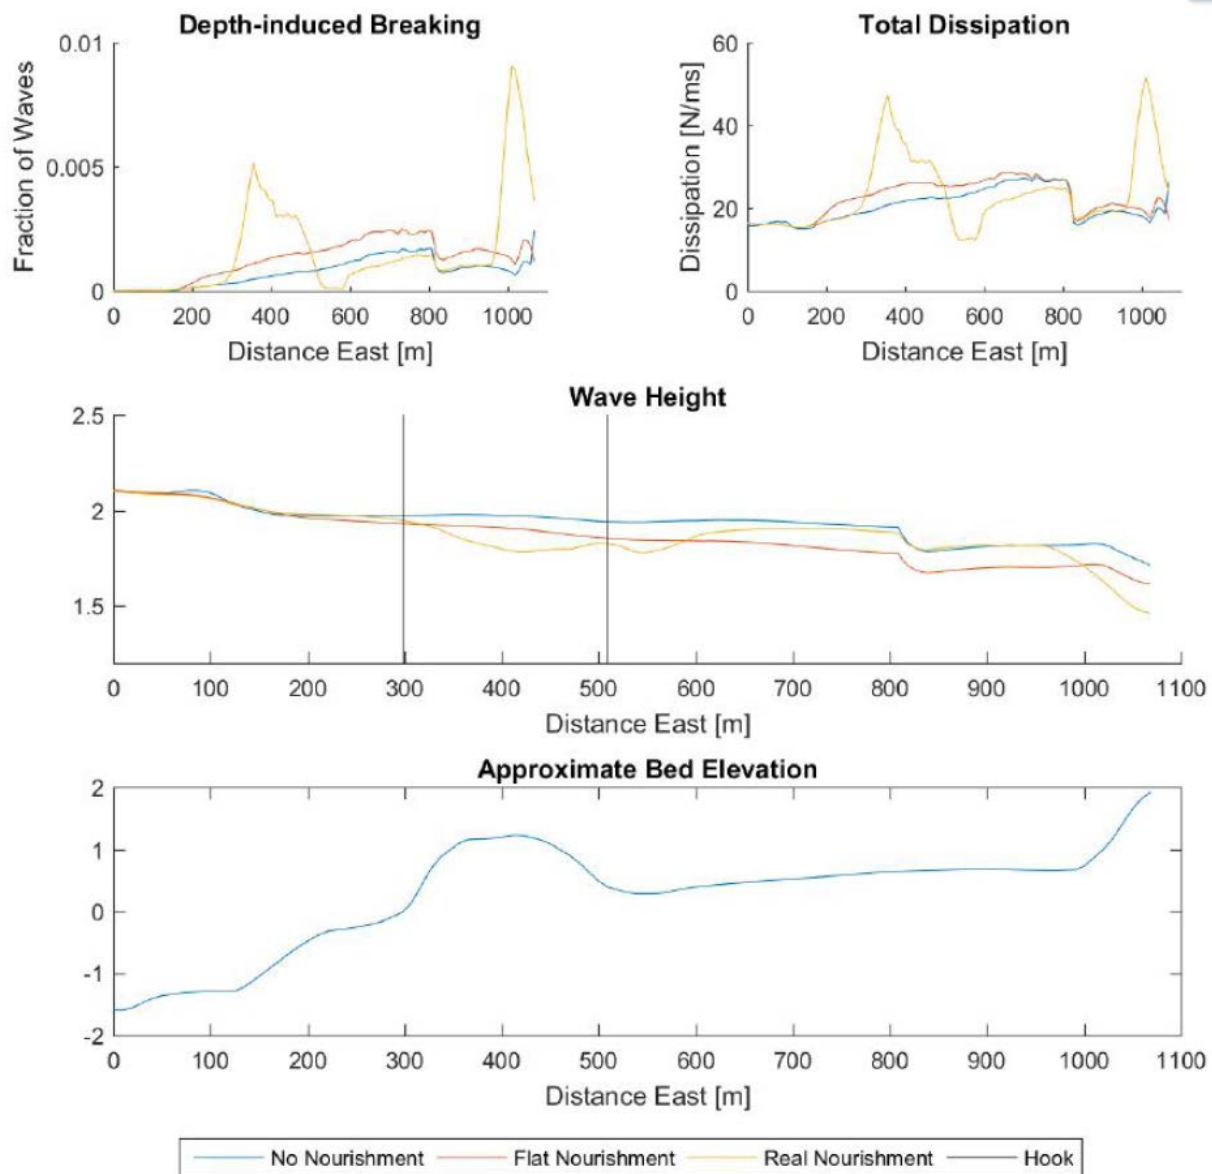 Depth-induced Breaking
Total Dissipation
0.01
0.005
0
Fraction of Waves
0 200 400 600 800 1000
Distance East [m]
60
40
20
0
Dissipation [N/ms]
0 200 400 600 800 1000
Distance East [m]
Wave Height
2.5
2
1.5
0 100 200 300 400 500 600 700 800 900 1000 1100
Distance East [m]
Approximate Bed Elevation
2
1
0
-1
-2
0 100 200 300 400 500 600 700 800 900 1000 1100
Distance East [m]
No Nourishment Flat Nourishment Real Nourishment Hook